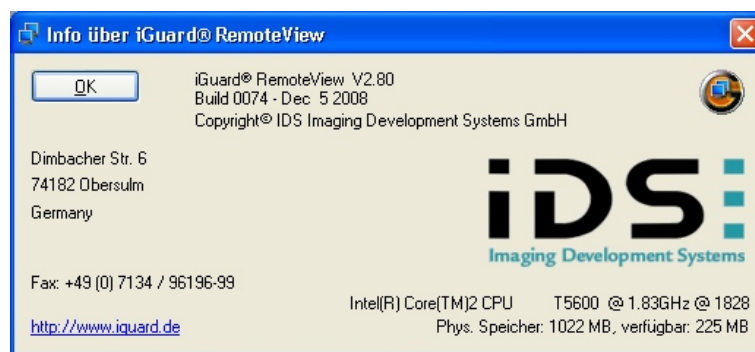 Info über iGuard® RemoteView
OK
iGuard® RemoteView V2.80
Build 0074 - Dec 5 2008
Copyright© IDS Imaging Development Systems GmbH
Dimbacher Str. 6
74182 Obersulm
Germany
iDS
Imaging Development Systems
Fax: +49 (0) 7134 / 96196-99
Intel(R) Core(TM)2 CPU T5600 @ 1.83GHz @ 1828
http://www.iguard.de
Phys. Speicher: 1022 MB, verfügbar: 225 MB